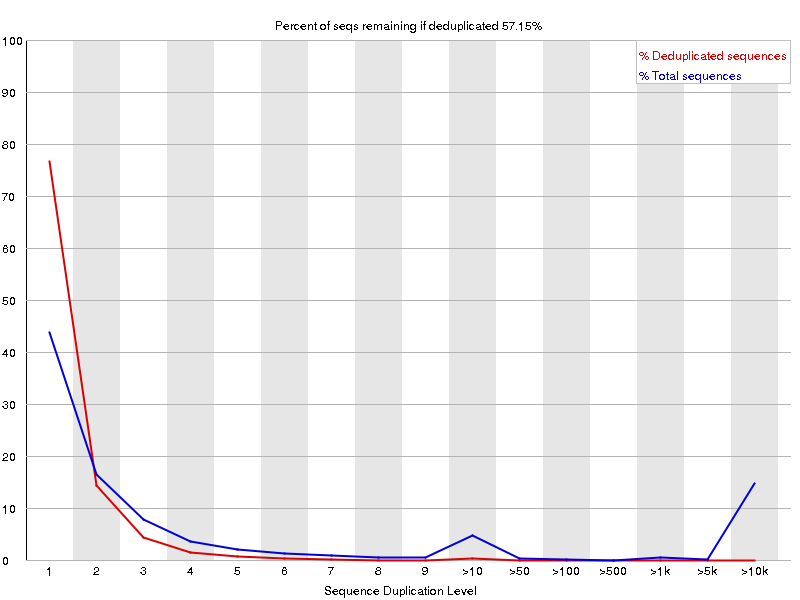 Percent of seqs remaining if deduplicated 57.15%
100
% Deduplicated sequences
% Total sequences
90
80
70
60
50
40
30
20
10
0
1 2 3 4 5 6 7 8 9 >10 >50 >100 >500 >1k >5k >10k
Sequence Duplication Level